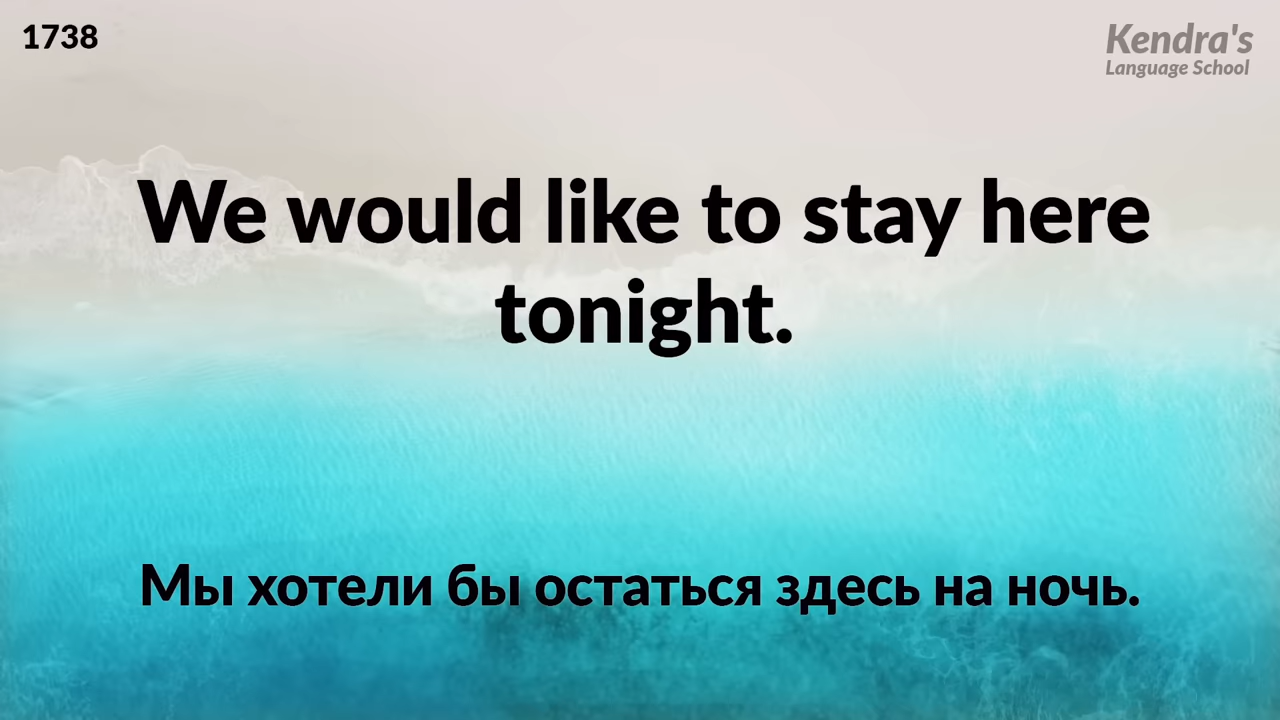 1738
Kendra's
Language School
We would like to stay here
tonight.
Мы хотели бы остаться здесь на ночь.